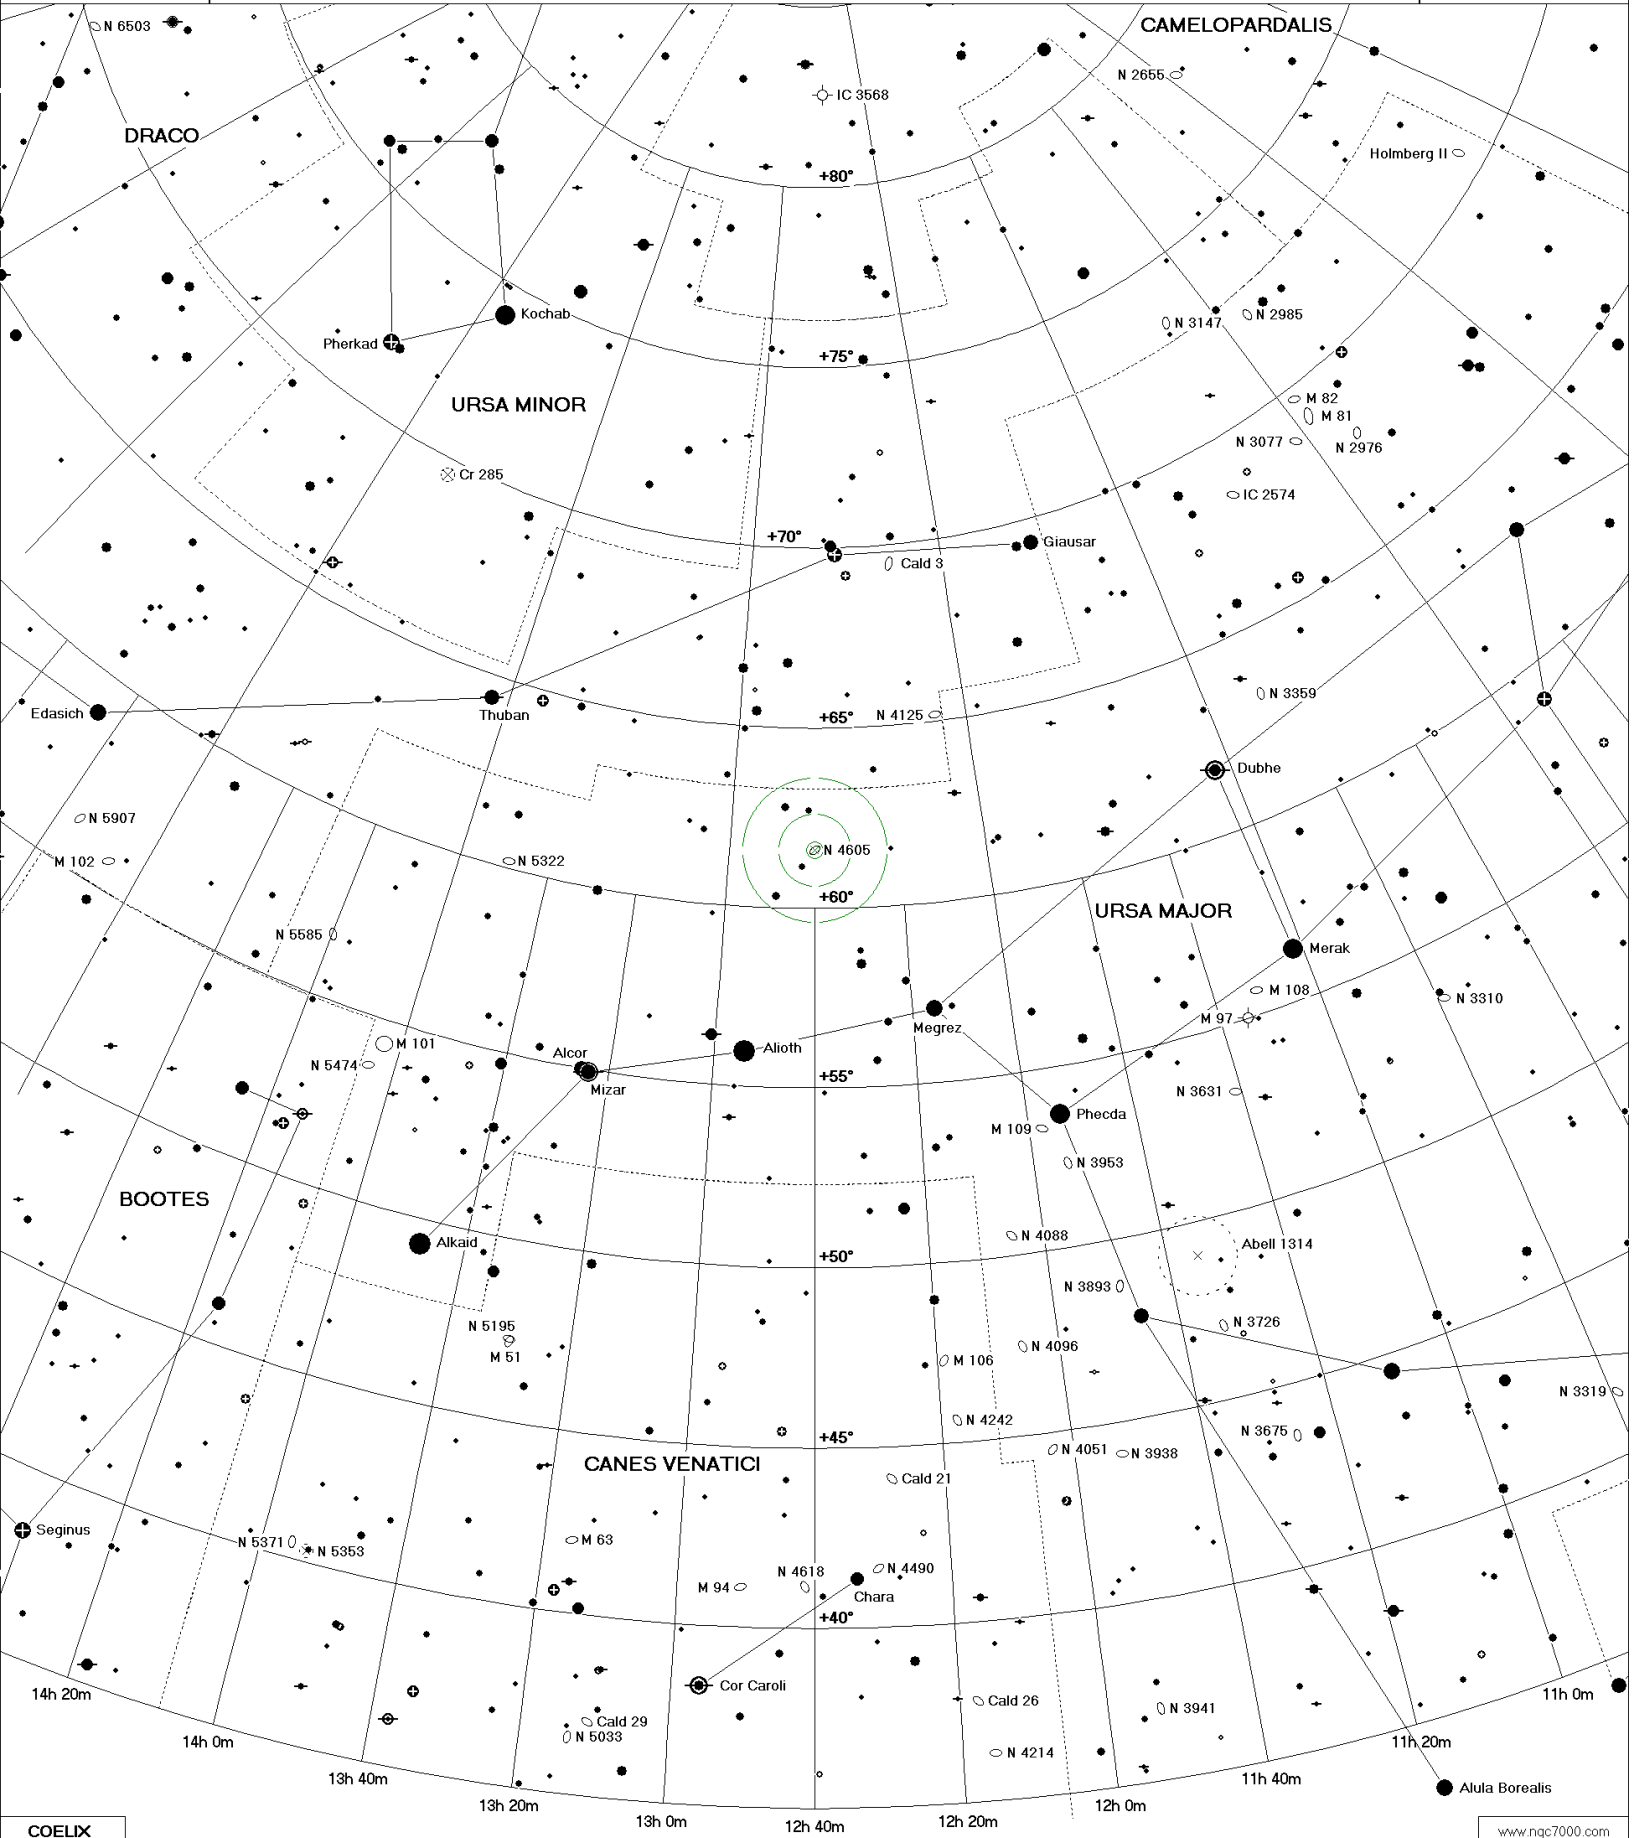 CAMELOPARDALIS
N 6503
N 2655
IC 3568
DRACO
Holmberg II
+80°
Kochab
N 3147
N 2985
Pherkad
+75°
M 82
URSA MINOR
M 81
N 3077
N 2976
Cr 285
IC 2574
+70°
Giausar
Cald 3
N 3359
Edasich
Thuban
N 4125
+65°
Dubhe
N 5907
N 4605
M 102
N 5322
+60°
URSA MAJOR
N 5585
Merak
M 108
N 3310
M 97
Megrez
M 101
Alioth
Alcor
N 5474
+55°
Mizar
N 3631
Phecda
M 109
N 3953
BOOTES
N 4088
Alkaid
Abell 1314
+50°
N 3893
N 5195
N 3726
N 4096
M 51
M 106
N 3319
N 4242
N 3675
+45°
N 4051
N 3938
CANES VENATICI
Cald 21
Seginus
N 5371
M 63
N 5353
N 4618
N 4490
M 94
Chara
+40°
Cor Caroli
14h 20m
11h 0m
Cald 26
N 3941
Cald 29
N 5033
14h 0m
11h 20m
N 4214
13h 40m
11h 40m
Alula Borealis
13h 20m
12h 0m
13h 0m
12h 20m
12h 40m
COELIX
www.ngc7000.com